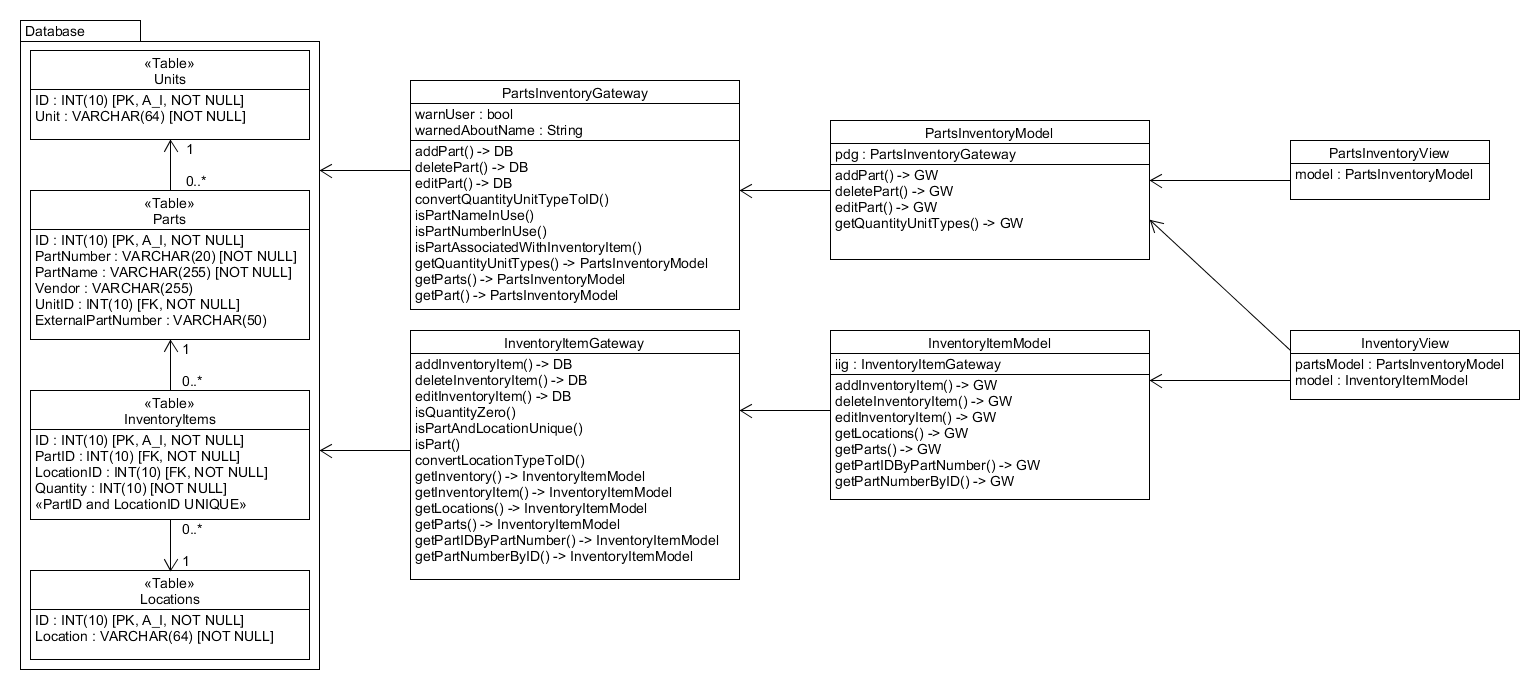 Database
«Table»
Units
ID : INT(10) [PK, A_I, NOT NULL]
Unit : VARCHAR(64) [NOT NULL]
1
0..*
«Table»
Parts
ID : INT(10) [PK, A_I, NOT NULL]
PartNumber : VARCHAR(20) [NOT NULL]
PartName : VARCHAR(255) [NOT NULL]
Vendor : VARCHAR(255)
UnitID : INT(10) [FK, NOT NULL]
ExternalPartNumber : VARCHAR(50)
1
0..*
«Table»
InventoryItems
ID : INT(10) [PK, A_I, NOT NULL]
PartID : INT(10) [FK, NOT NULL]
LocationID : INT(10) [FK, NOT NULL]
Quantity : INT(10) [NOT NULL]
«PartID and LocationID UNIQUE»
0..*
1
«Table»
Locations
ID : INT(10) [PK, A_I, NOT NULL]
Location : VARCHAR(64) [NOT NULL]
PartsInventoryGateway
warnUser : bool
warnedAboutName : String
addPart() -> DB
deletePart() -> DB
editPart() -> DB
convertQuantityUnitTypeToID()
isPartNameInUse()
isPartNumberInUse()
isPartAssociatedWithInventoryItem()
getQuantityUnitTypes() -> PartsInventoryModel
getParts() -> PartsInventoryModel
getPart() -> PartsInventoryModel
InventoryItemGateway
addInventoryItem() -> DB
deleteInventoryItem() -> DB
editInventoryItem() -> DB
isQuantityZero()
isPartAndLocationUnique()
isPart()
convertLocationTypeToID()
getInventory() -> InventoryItemModel
getInventoryItem() -> InventoryItemModel
getLocations() -> InventoryItemModel
getParts() -> InventoryItemModel
getPartIDByPartNumber() -> InventoryItemModel
getPartNumberByID() -> InventoryItemModel
PartsInventoryModel
pdg : PartsInventoryGateway
addPart() -> GW
deletePart() -> GW
editPart() -> GW
getQuantityUnitTypes() -> GW
InventoryItemModel
iig : InventoryItemGateway
addInventoryItem() -> GW
deleteInventoryItem() -> GW
editInventoryItem() -> GW
getLocations() -> GW
getParts() -> GW
getPartIDByPartNumber() -> GW
getPartNumberByID() -> GW
PartsInventoryView
model : PartsInventoryModel
InventoryView
partsModel : PartsInventoryModel
model : InventoryItemModel